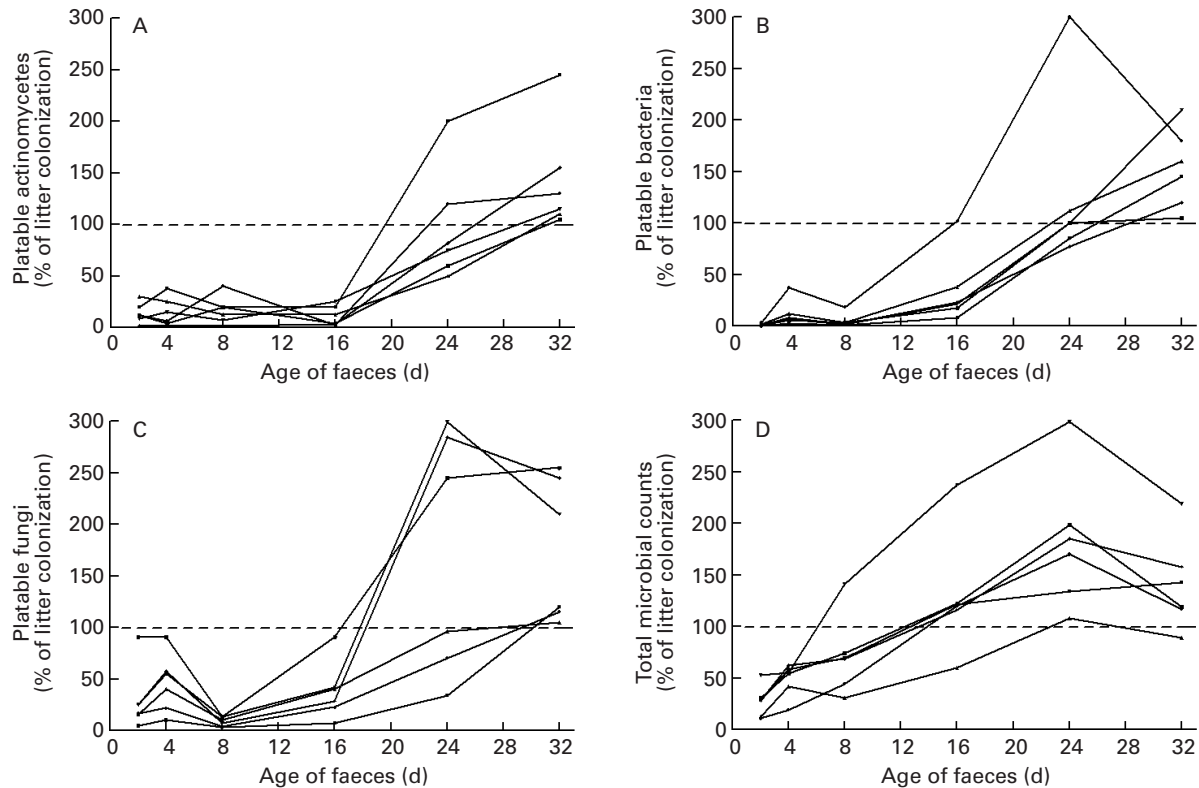 A
Platable actinomycetes
(% of litter colonization)
300
250
200
150
100
50
0
0 4 8 12 16 20 24 28 32
Age of faeces (d)
B
Platable bacteria
(% of litter colonization)
300
250
200
150
100
50
0
0 4 8 12 16 20 24 28 32
Age of faeces (d)
C
Platable fungi
(% of litter colonization)
300
250
200
150
100
50
0
0 4 8 12 16 20 24 28 32
Age of faeces (d)
D
Total microbial counts
(% of litter colonization)
300
250
200
150
100
50
0
0 4 8 12 16 20 24 28 32
Age of faeces (d)